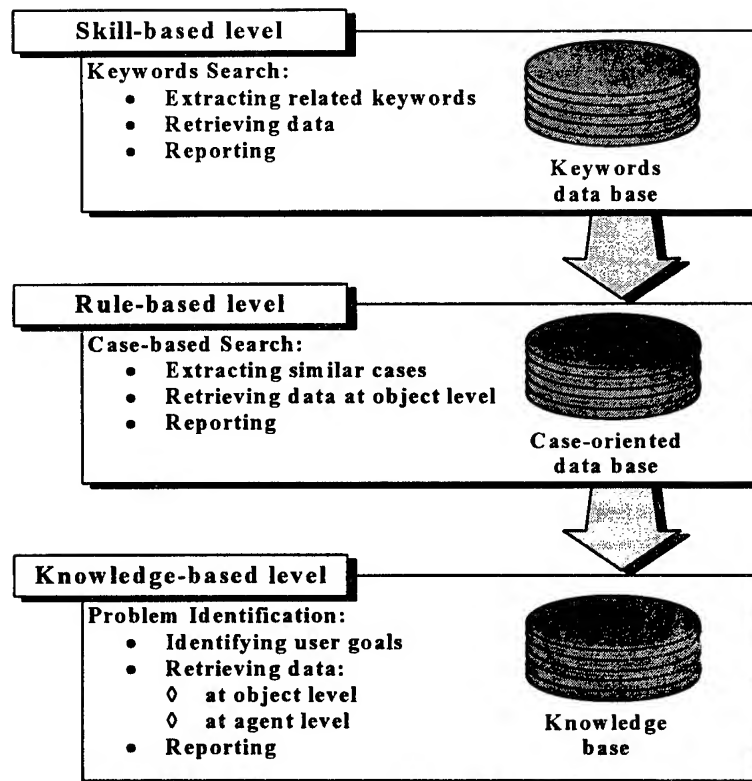 Skill-based level
Keywords Search:
• Extracting related keywords
• Retrieving data
• Reporting
Keywords
data base
Rule-based level
Case-based Search:
• Extracting similar cases
• Retrieving data at object level
• Reporting
Case-oriented
data base
Knowledge-based level
Problem Identification:
• Identifying user goals
• Retrieving data:
◊ at object level
◊ at agent level
• Reporting
Knowledge
base